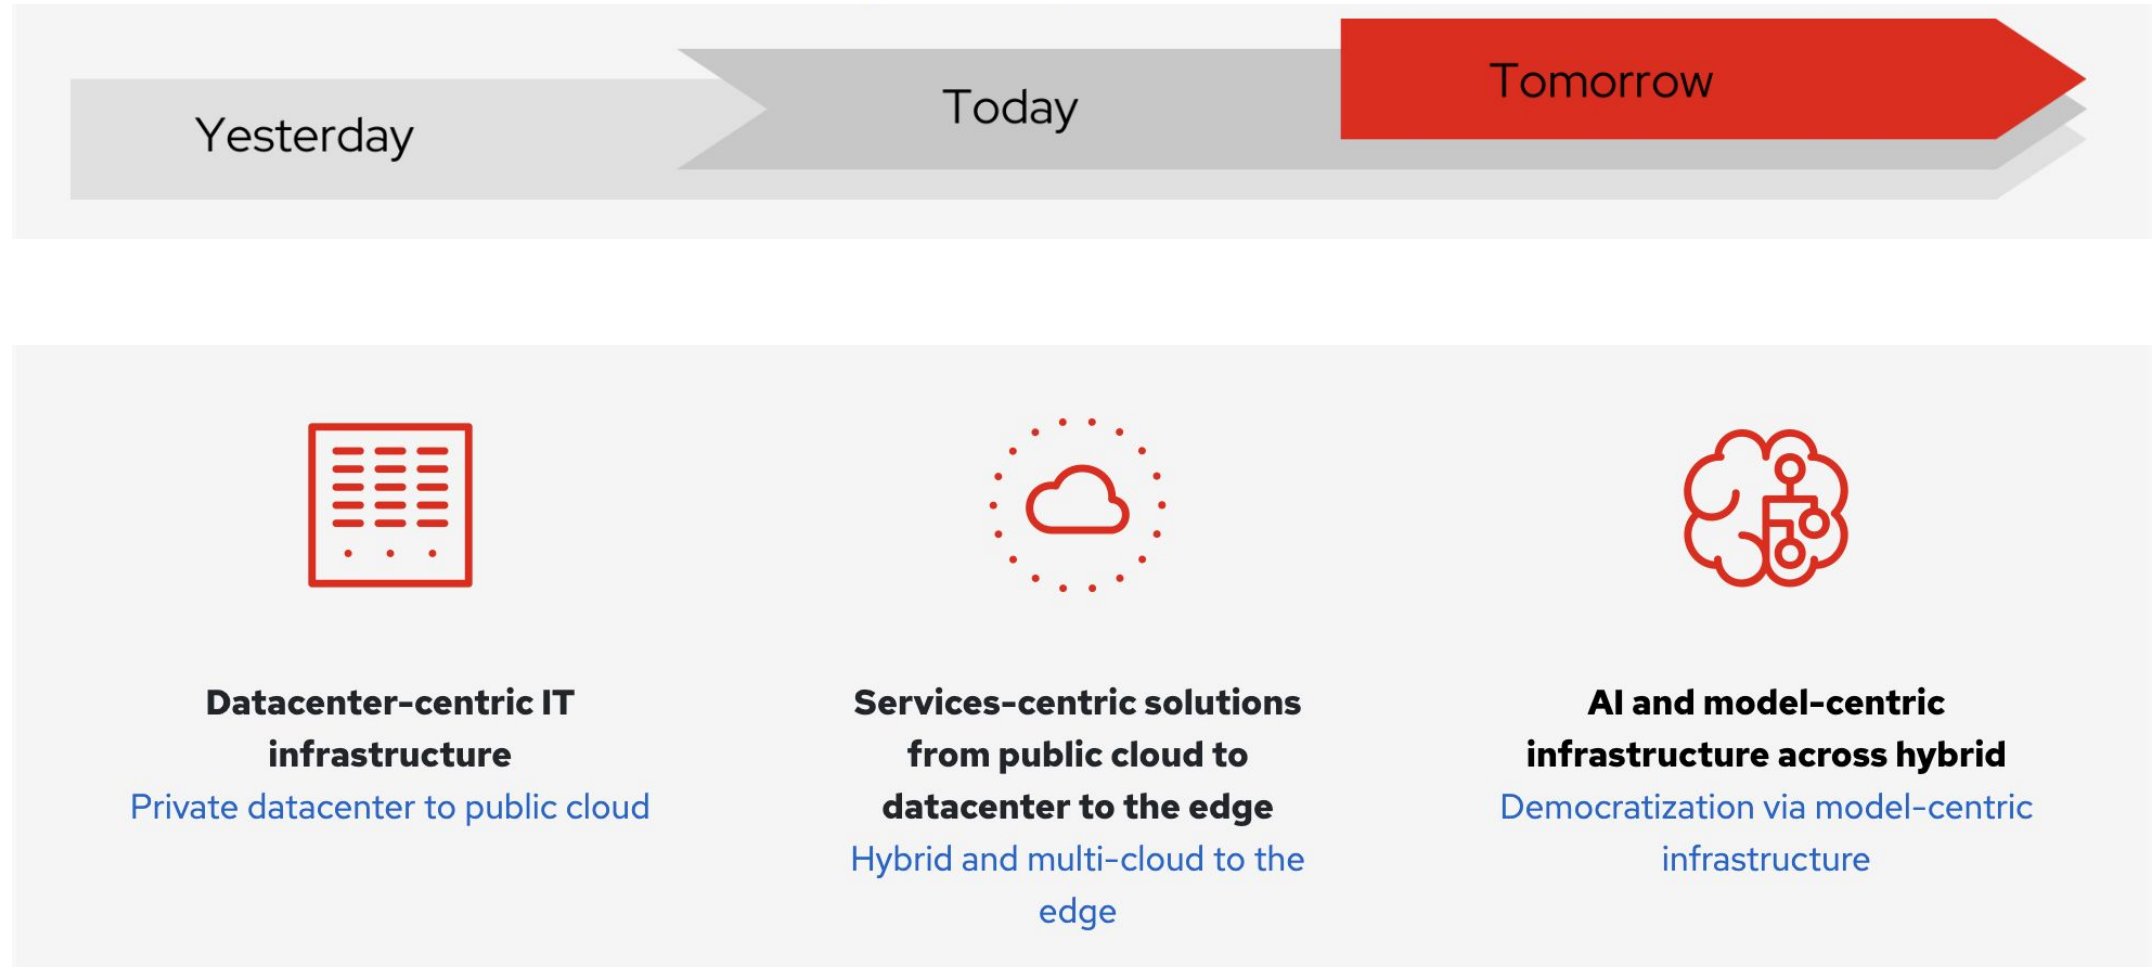 Yesterday
Today
Tomorrow
Datacenter-centric IT
infrastructure
Private datacenter to public cloud
Services-centric solutions
from public cloud to
datacenter to the edge
Hybrid and multi-cloud to the
edge
AI and model-centric
infrastructure across hybrid
Democratization via model-centric
infrastructure